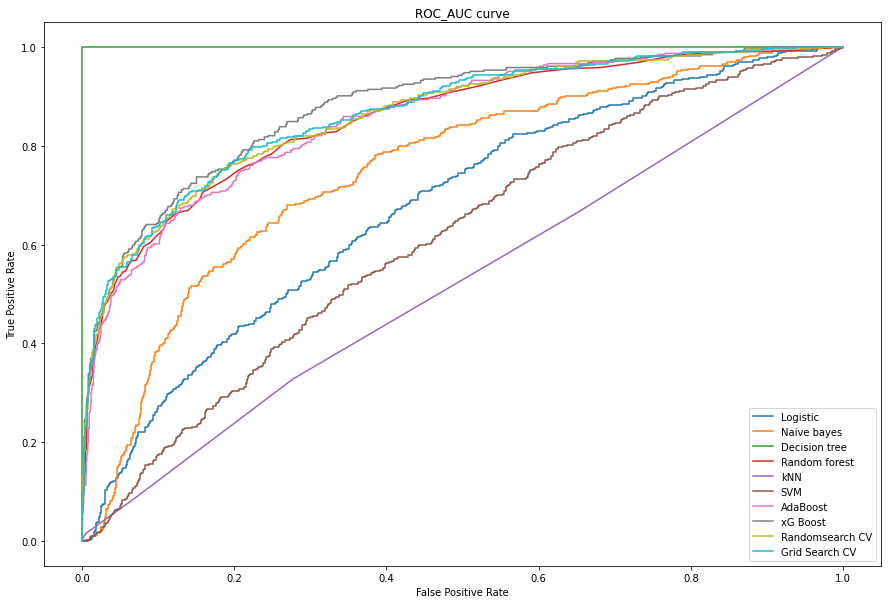 ROC_AUC curve
True Positive Rate
1.0
0.8
0.6
0.4
0.2
0.0
0.0 0.2 0.4 0.6 0.8 1.0
False Positive Rate
Logistic
Naive bayes
Decision tree
Random forest
kNN
SVM
AdaBoost
xG Boost
Randomsearch CV
Grid Search CV